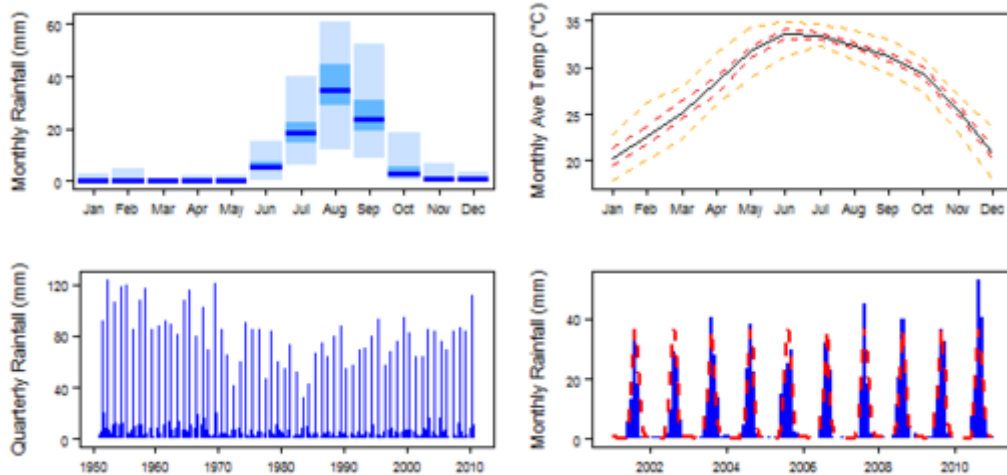 Monthly Rainfall (mm)
60
40
20
0
Jan Feb Mar Apr May Jun Jul Aug Sep Oct Nov Dec
Monthly Ave Temp (°C)
35
30
25
20
Jan Feb Mar Apr May Jun Jul Aug Sep Oct Nov Dec
Quarterly Rainfall (mm)
120
80
40
0
1950 1960 1970 1980 1990 2000 2010
Monthly Rainfall (mm)
40
20
0
2002 2004 2006 2008 2010